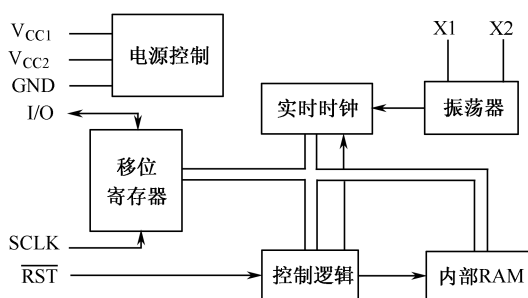 VCC1
VCC2
GND
I/O
电源控制
X1
X2
实时时钟
振荡器
移位
寄存器
SCLK
RST
控制逻辑
内部RAM